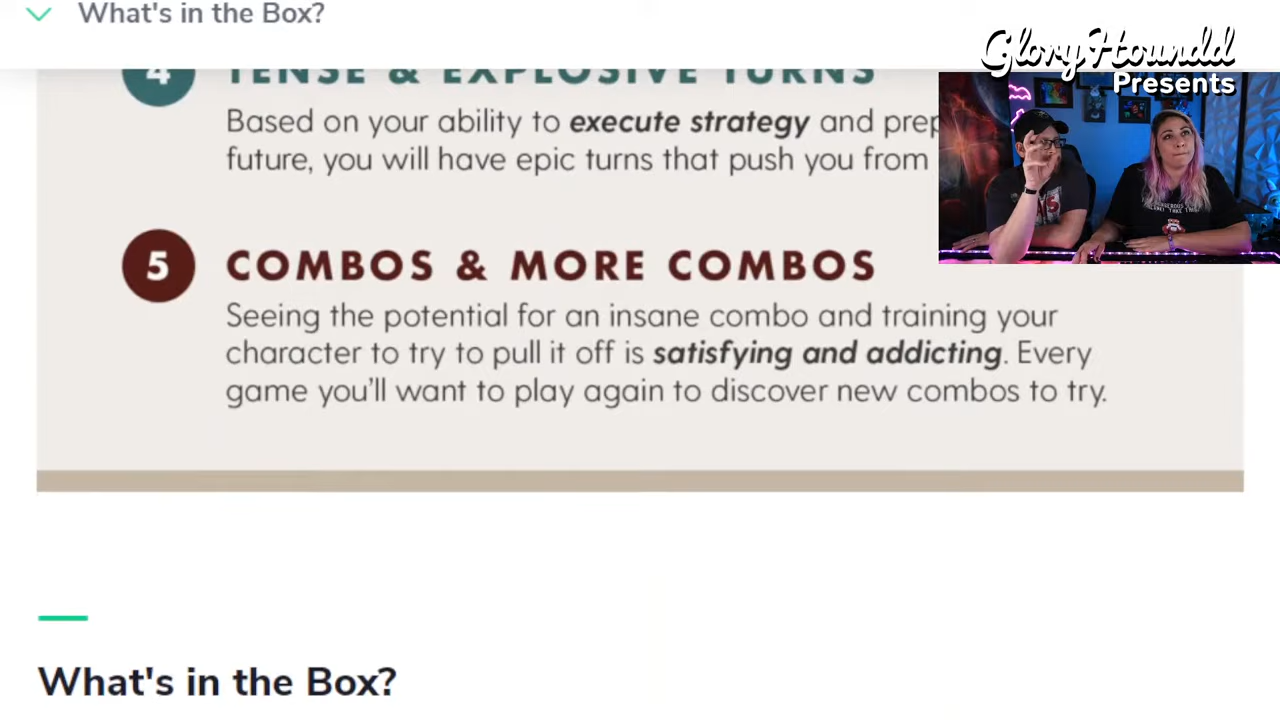 What's in the Box?
GloryHoundd
Presents
4 TENSE & EXPLOSIVE TURNS
Based on your ability to execute strategy and prep
future, you will have epic turns that push you from
5 COMBOS & MORE COMBOS
Seeing the potential for an insane combo and training your
character to try to pull it off is satisfying and addicting. Every
game you'll want to play again to discover new combos to try.
What's in the Box?